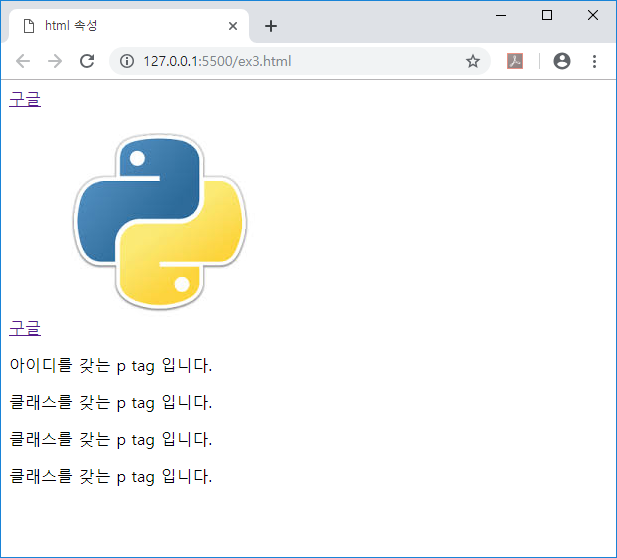 html 속성
127.0.0.1:5500/ex3.html
구글
구글
아이디를 갖는 p tag 입니다.
클래스를 갖는 p tag 입니다.
클래스를 갖는 p tag 입니다.
클래스를 갖는 p tag 입니다.